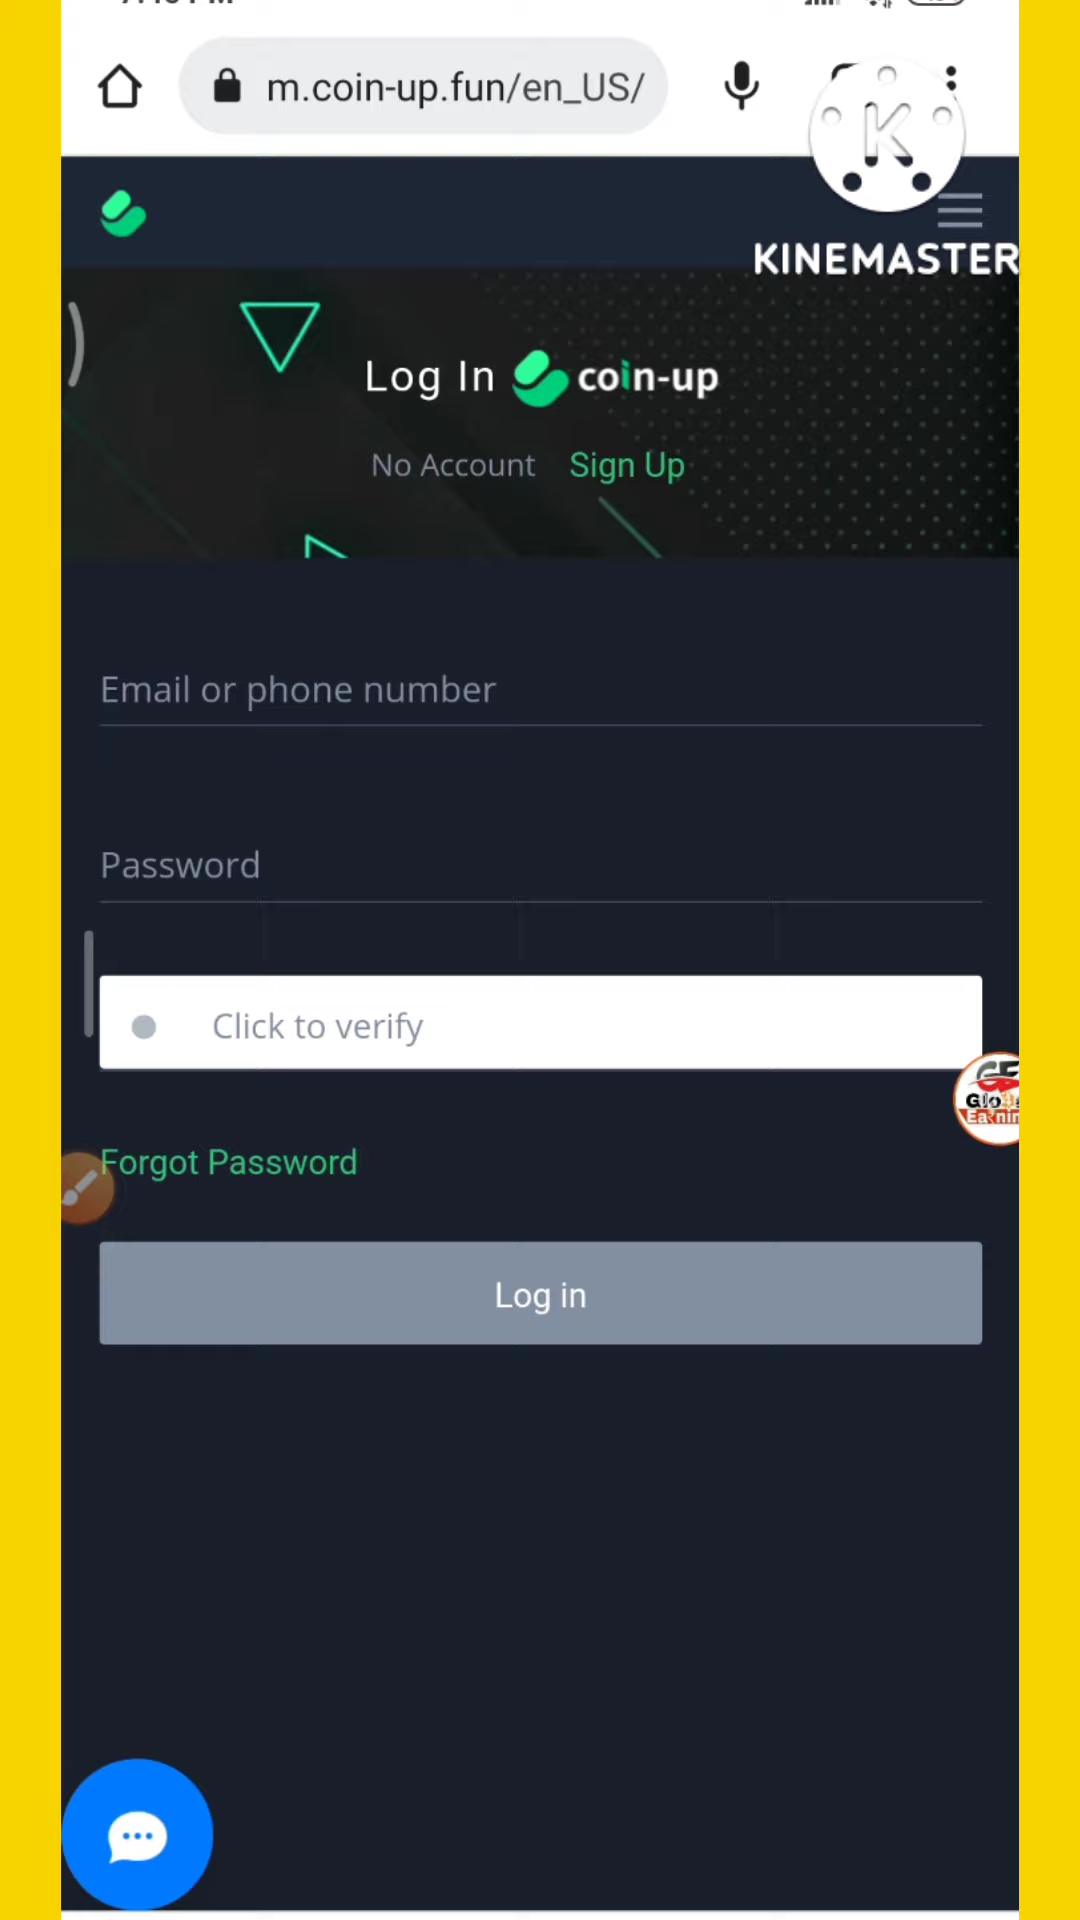 m.coin-up.fun/en_US/
K
KINEMASTER
Log In coin-up
No Account Sign Up
Email or phone number
Password
Click to verify
GE
Forgot Password
Log in